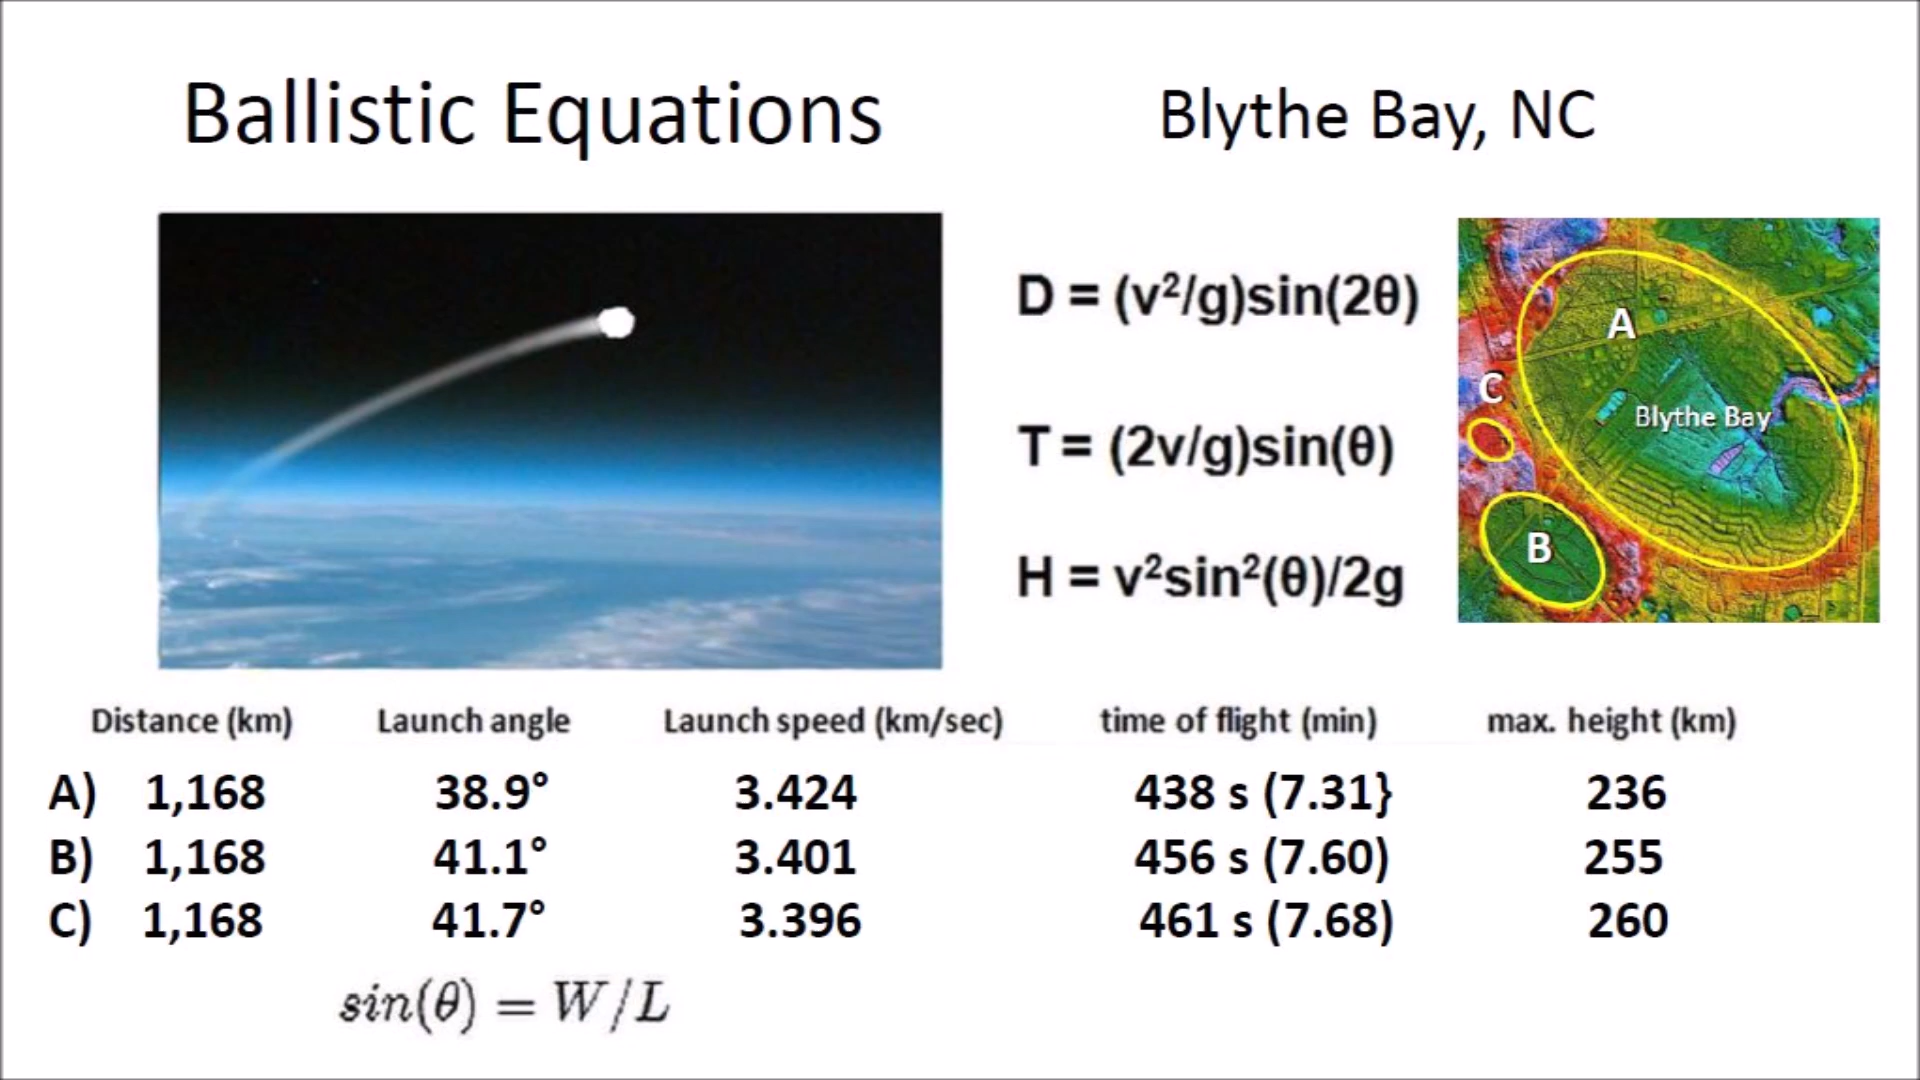 Ballistic Equations
Blythe Bay, NC
D = (v²/g)sin(2θ)
T = (2v/g)sin(θ)
H = v²sin²(θ)/2g
A
C
Blythe Bay
B
Distance (km) Launch angle Launch speed (km/sec) time of flight (min) max. height (km)
A) 1,168 38.9° 3.424 438 s (7.31} 236
B) 1,168 41.1° 3.401 456 s (7.60) 255
C) 1,168 41.7° 3.396 461 s (7.68) 260
sin(θ) = W/L